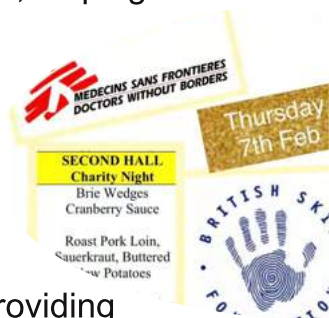 MEDECINS SANS FRONTIERES
DOCTORS WITHOUT BORDERS
Thursday
7th Feb
SECOND HALL
Charity Night
Brie Wedges
Cranberry Sauce
Roast Pork Loin,
Sauerkraut, Buttered
Potatoes
BRITISH
roviding